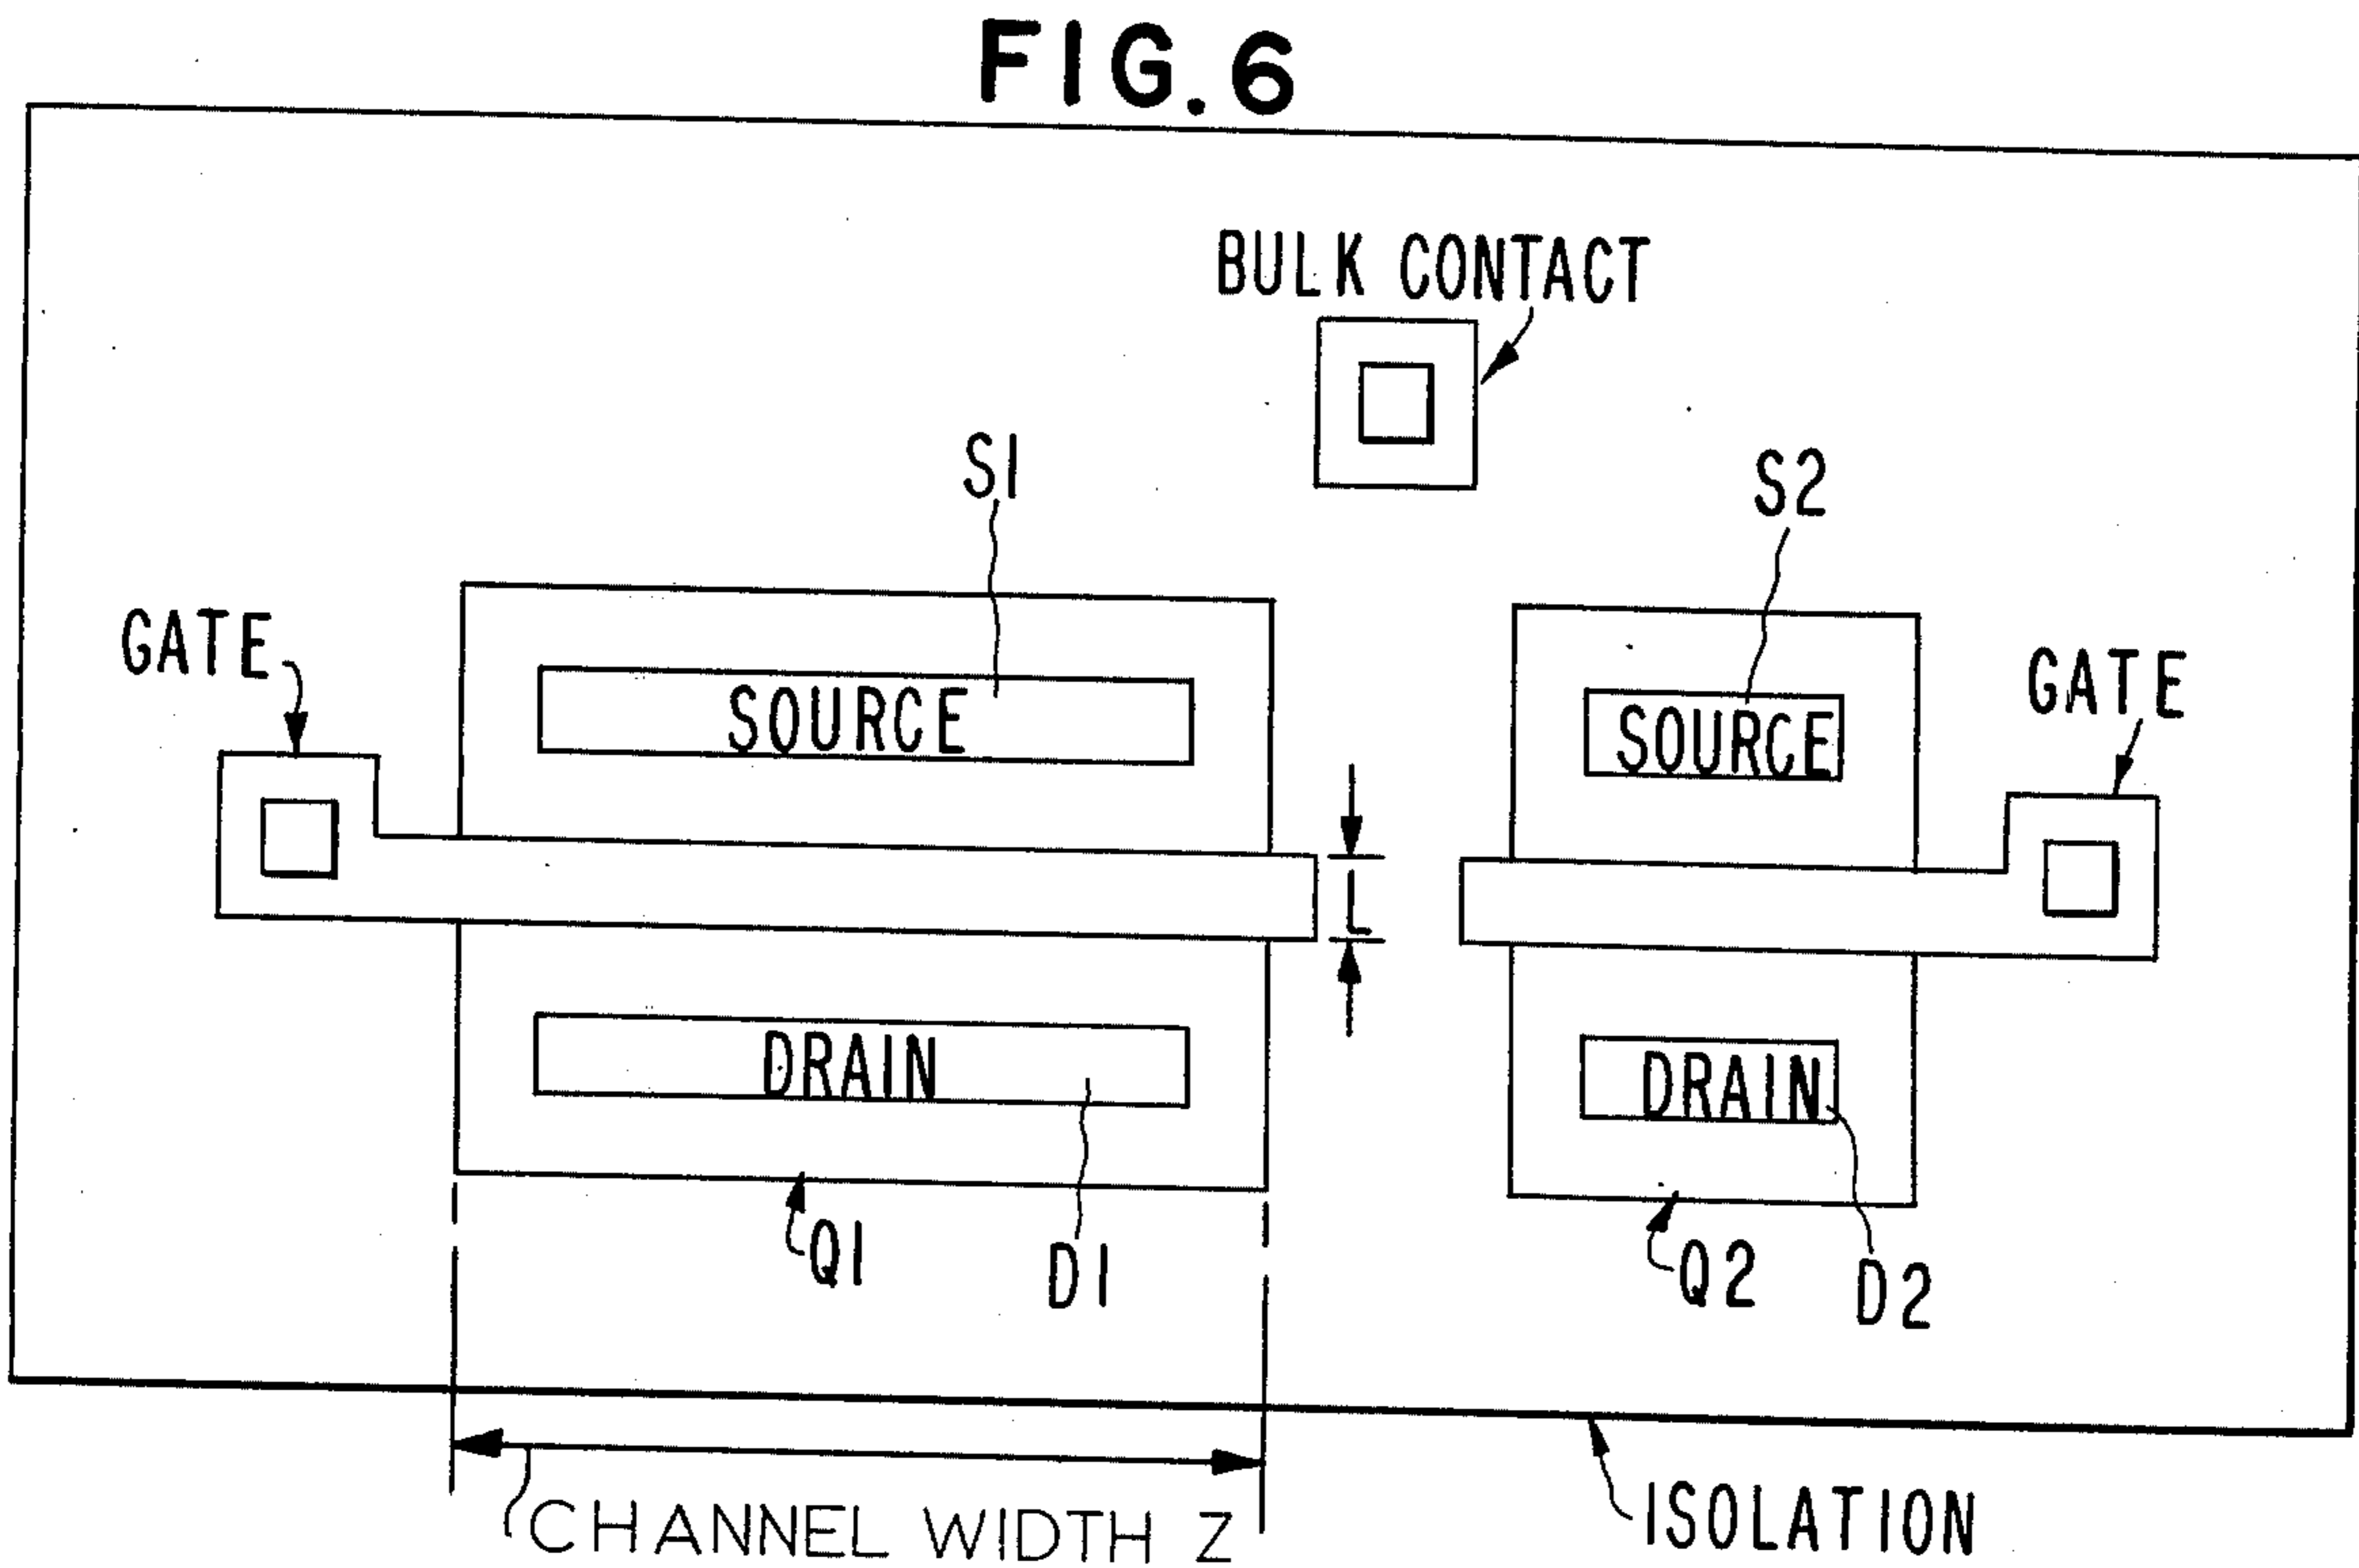 FIG.6
BULK CONTACT
S1
S2
GATE
SOURCE
SOURCE
GATE
L
DRAIN
DRAIN
Q1
D1
Q2
D2
CHANNEL WIDTH Z
ISOLATION